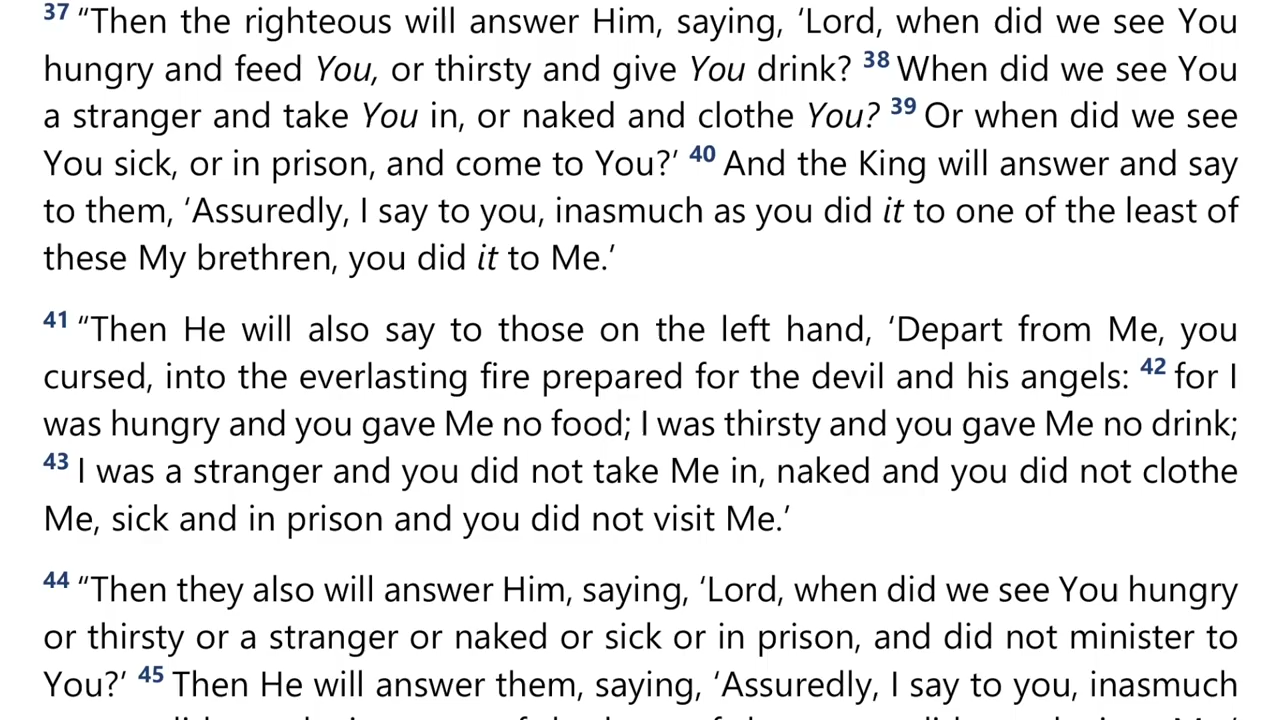 37 “Then the righteous will answer Him, saying, ‘Lord, when did we see You
hungry and feed You, or thirsty and give You drink? 38 When did we see You
a stranger and take You in, or naked and clothe You? 39 Or when did we see
You sick, or in prison, and come to You?’ 40 And the King will answer and say
to them, ‘Assuredly, I say to you, inasmuch as you did it to one of the least of
these My brethren, you did it to Me.’
41 “Then He will also say to those on the left hand, ‘Depart from Me, you
cursed, into the everlasting fire prepared for the devil and his angels: 42 for I
was hungry and you gave Me no food; I was thirsty and you gave Me no drink;
43 I was a stranger and you did not take Me in, naked and you did not clothe
Me, sick and in prison and you did not visit Me.’
44 “Then they also will answer Him, saying, ‘Lord, when did we see You hungry
or thirsty or a stranger or naked or sick or in prison, and did not minister to
You?’ 45 Then He will answer them, saying, ‘Assuredly, I say to you, inasmuch